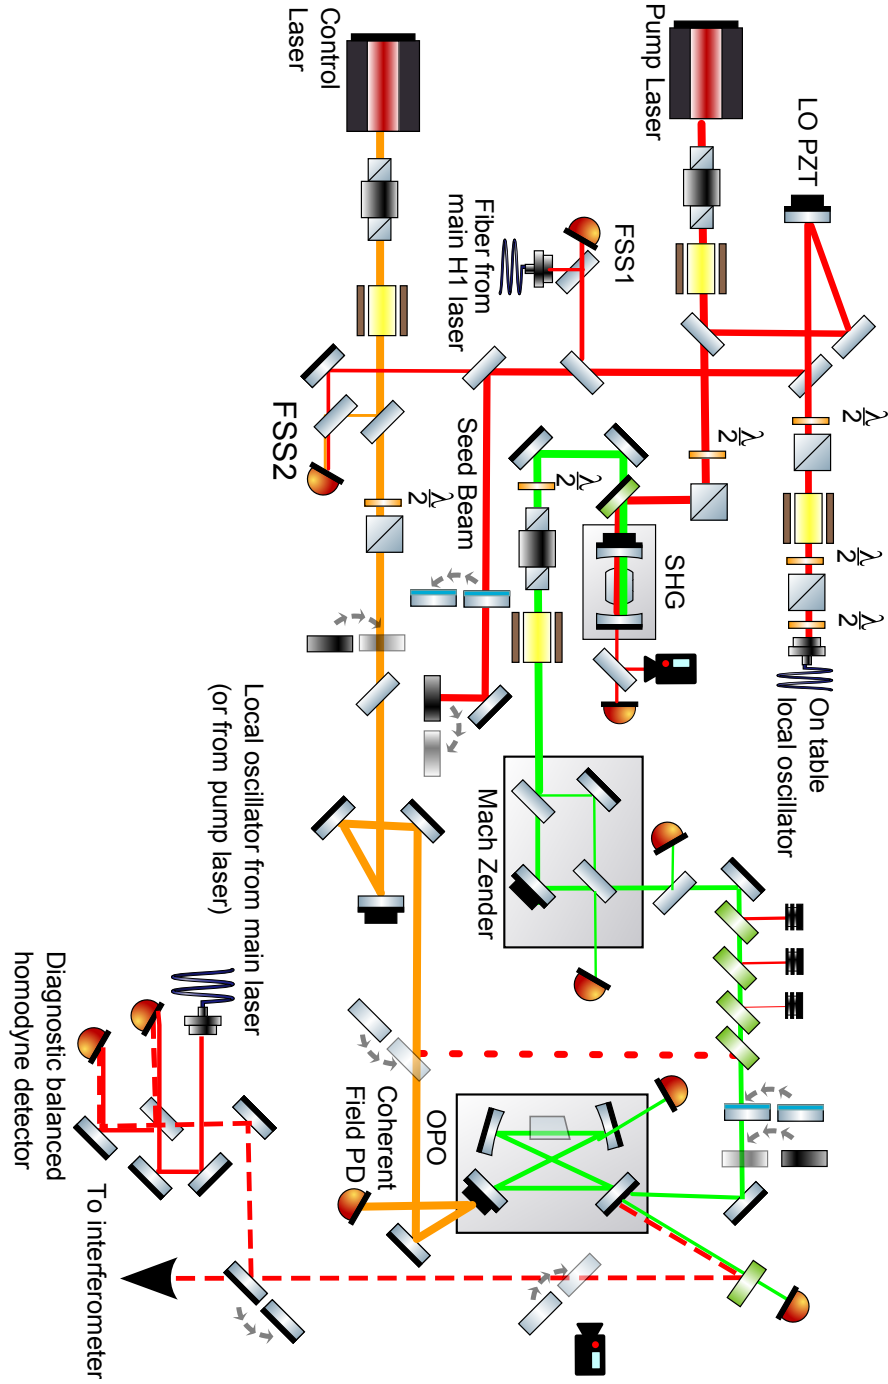 Control
Laser
Pump Laser
LO PZT
FSS1
Fiber from
main H1 laser
FSS2
Seed Beam
λ/2
λ/2
λ/2
λ/2
λ/2
λ/2
SHG
On table
local oscillator
Mach Zender
Local oscillator from main laser
(or from pump laser)
Diagnostic balanced
homodyne detector
OPO
Coherent
Field PD
To interferometer